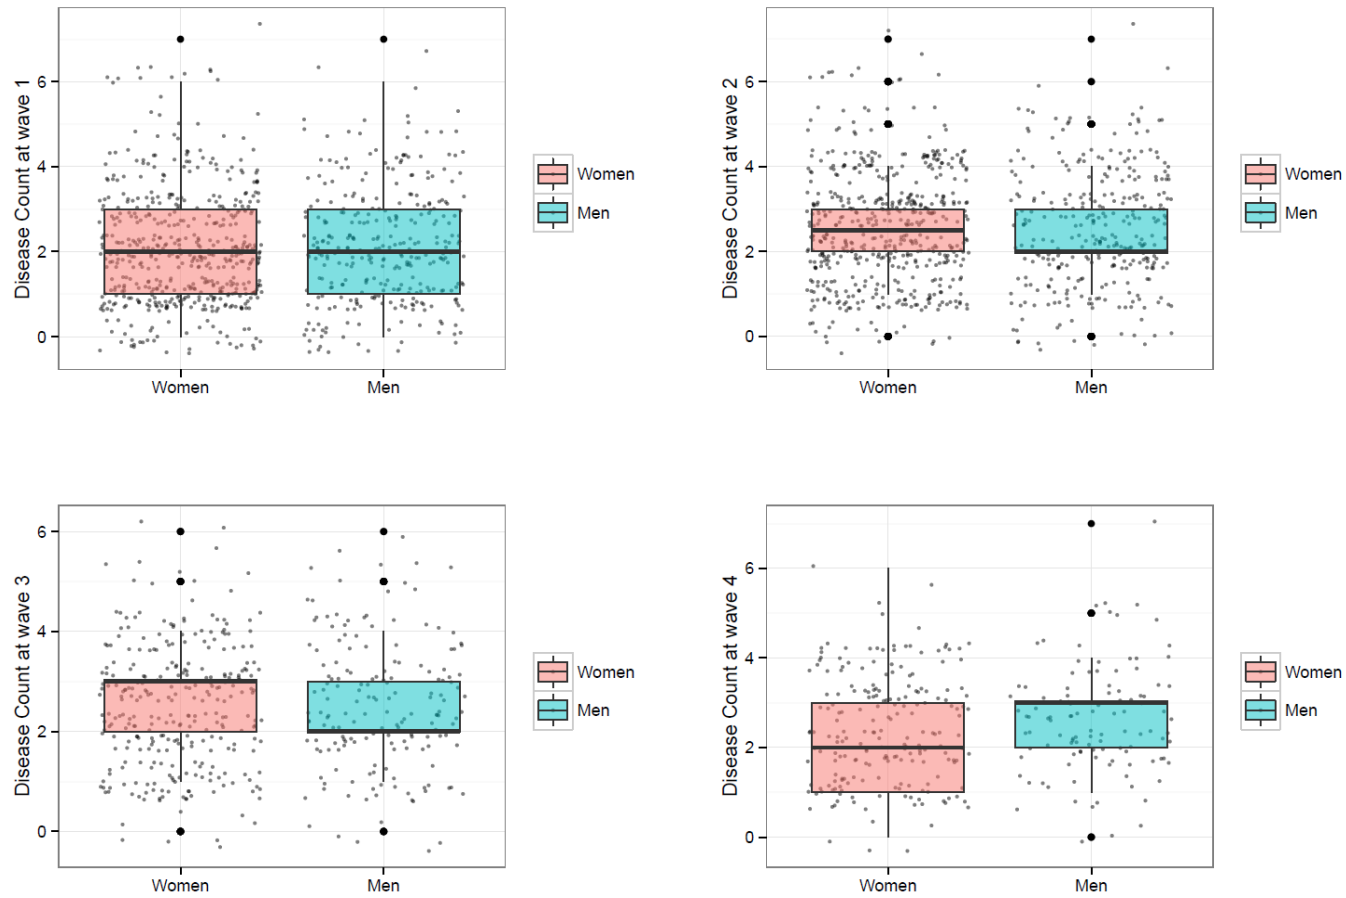 Disease Count at wave 1
6
4
2
0
Women
Men
Women
Men
Disease Count at wave 2
6
4
2
0
Women
Men
Women
Men
Disease Count at wave 3
6
4
2
0
Women
Men
Women
Men
Disease Count at wave 4
6
4
2
0
Women
Men
Women
Men